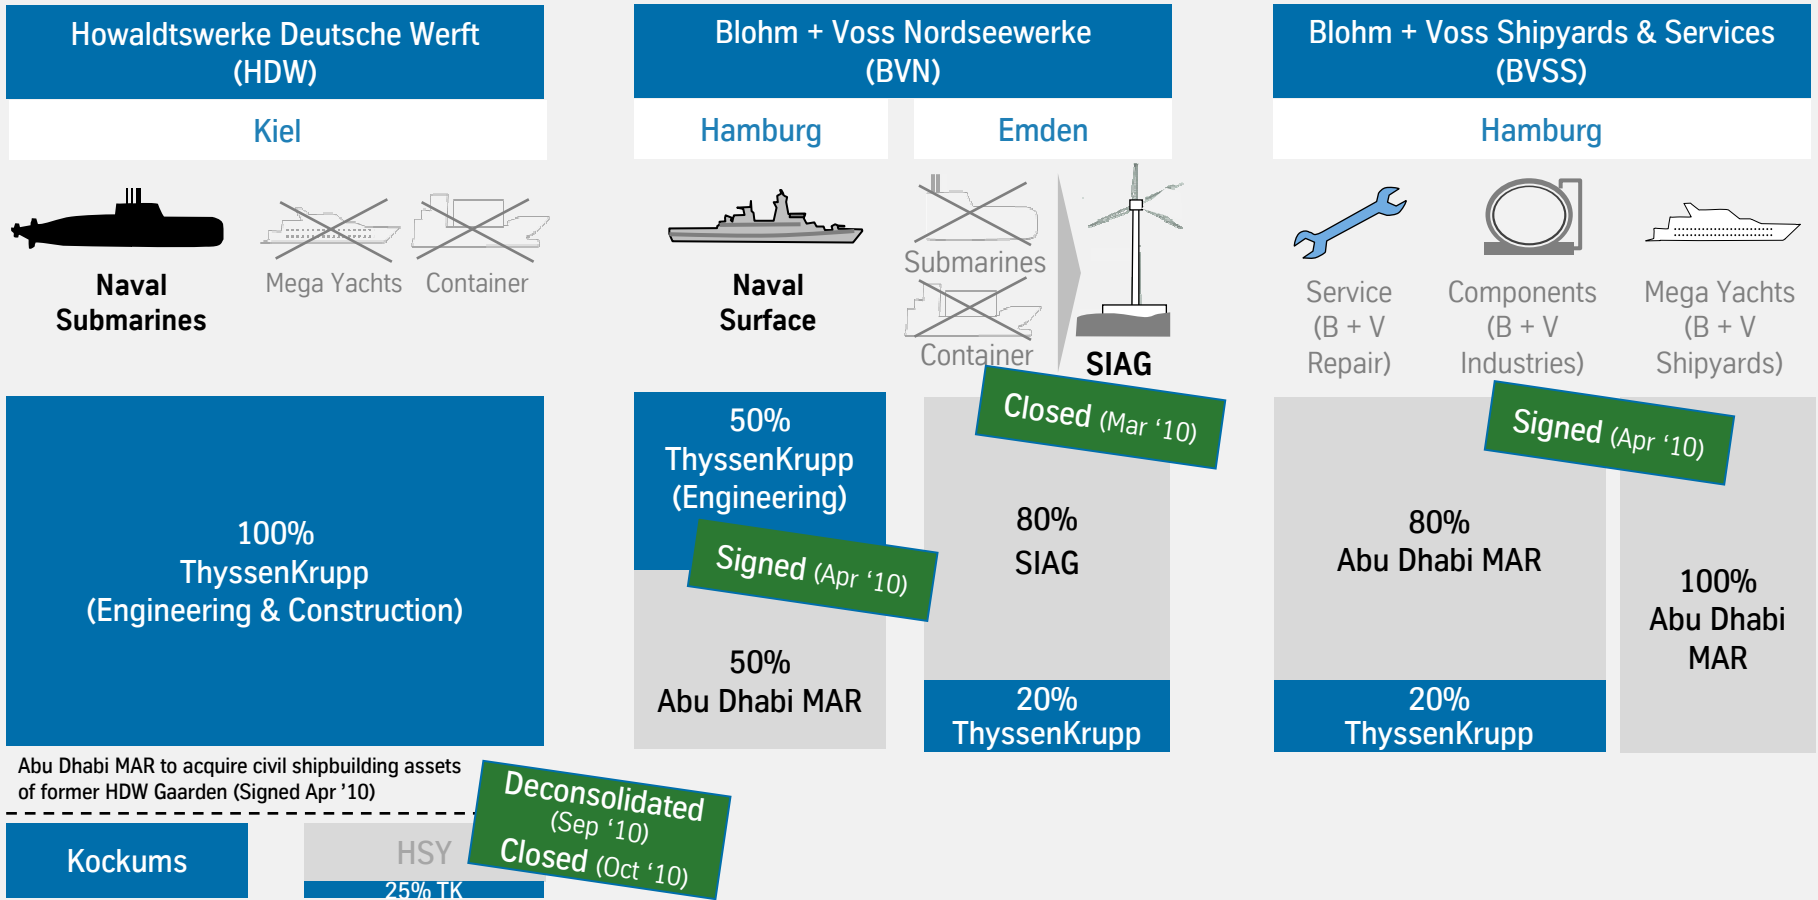 Howaldtswerke Deutsche Werft
(HDW)
Kiel
Naval
Submarines
Mega Yachts
Container
100%
ThyssenKrupp
(Engineering & Construction)
Abu Dhabi MAR to acquire civil shipbuilding assets
of former HDW Gaarden (Signed Apr ’10)
Kockums
HSY
25% TK
Deconsolidated
(Sep ‘10)
Closed (Oct ‘10)
Blohm + Voss Nordseewerke
(BVN)
Hamburg
Naval
Surface
50%
ThyssenKrupp
(Engineering)
Signed (Apr ‘10)
50%
Abu Dhabi MAR
Emden
Submarines
Container
SIAG
Closed (Mar ‘10)
80%
SIAG
20%
ThyssenKrupp
Blohm + Voss Shipyards & Services
(BVSS)
Hamburg
Service
(B + V
Repair)
Components
(B + V
Industries)
Mega Yachts
(B + V
Shipyards)
Signed (Apr ‘10)
80%
Abu Dhabi MAR
20%
ThyssenKrupp
100%
Abu Dhabi
MAR